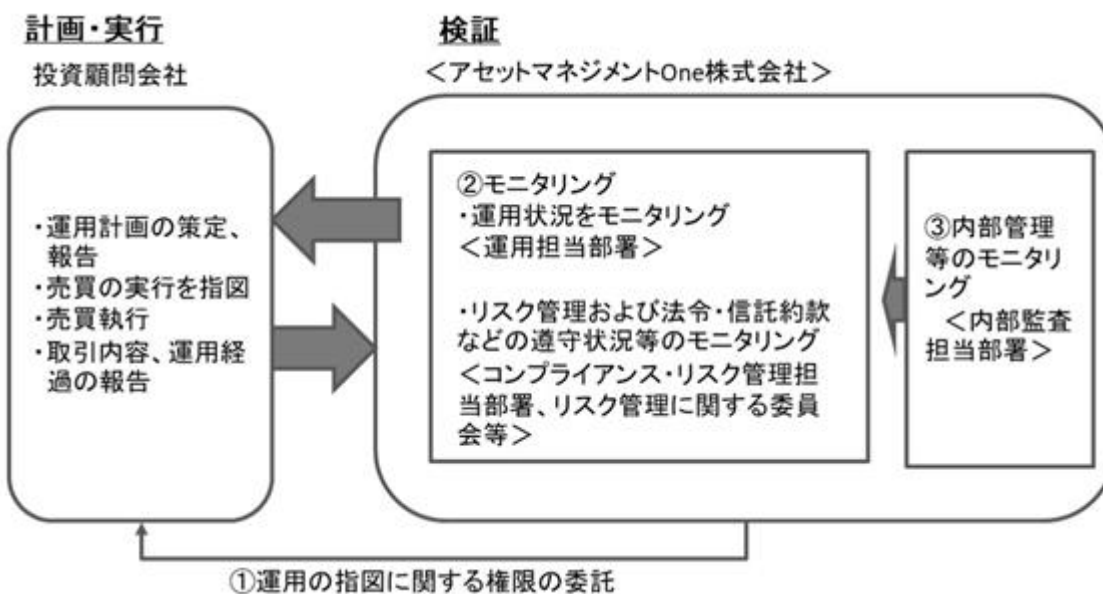 計画・実行
投資顧問会社
・運用計画の策定、
報告
・売買の実行を指図
・売買執行
・取引内容、運用経
過の報告
検証
＜アセットマネジメントOne株式会社＞
②モニタリング
・運用状況をモニタリング
＜運用担当部署＞
・リスク管理および法令・信託約款
などの遵守状況等のモニタリング
＜コンプライアンス・リスク管理担
当部署、リスク管理に関する委員
会等＞
③内部管理
等のモニタリ
ング
＜内部監査
担当部署＞
①運用の指図に関する権限の委託